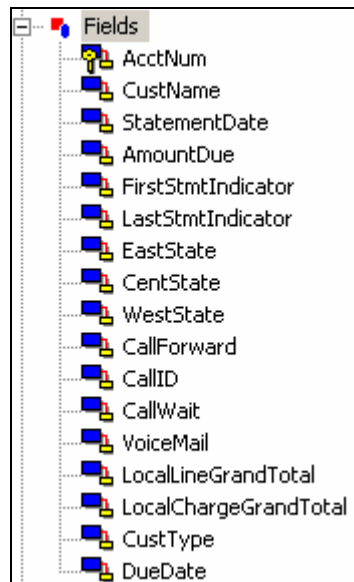 Fields
AcctNum
CustName
StatementDate
AmountDue
FirstStmtIndicator
LastStmtIndicator
EastState
CentState
WestState
CallForward
CallID
CallWait
VoiceMail
LocalLineGrandTotal
LocalChargeGrandTotal
CustType
DueDate